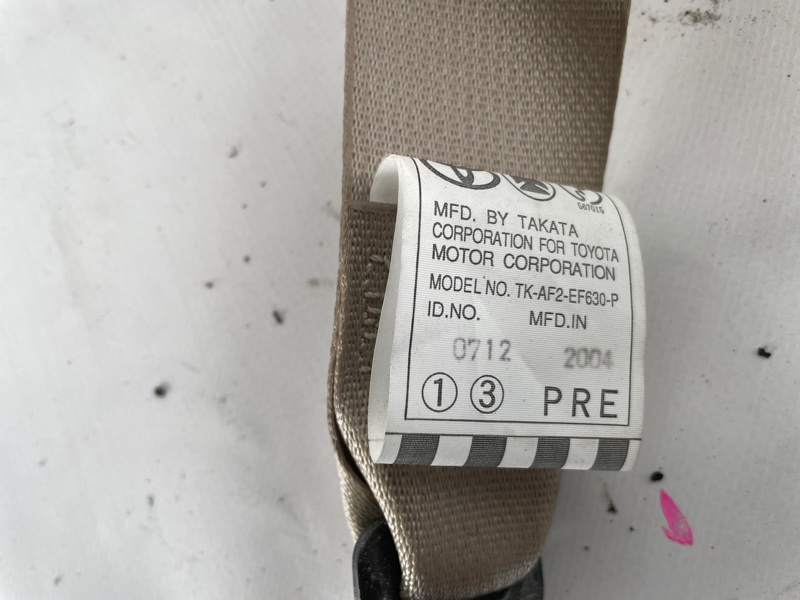 567015
MFD. BY TAKATA
CORPORATION FOR TOYOTA
MOTOR CORPORATION
MODEL NO. TK-AF2-EF630-P
ID.NO. MFD.IN
0712 2004
① ③ PRE